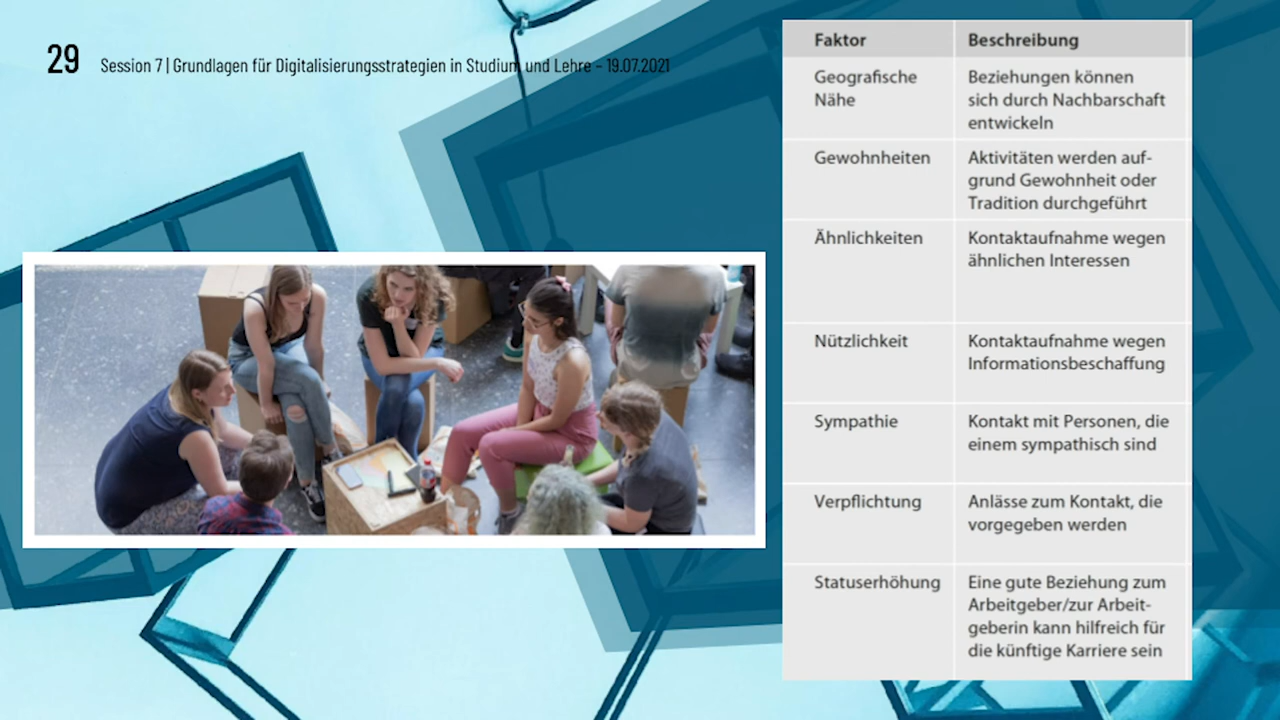 29
Session 7 | Grundlagen für Digitalisierungsstrategien in Studium und Lehre – 19.07.2021
Faktor
Beschreibung
Geografische
Nähe
Beziehungen können
sich durch Nachbarschaft
entwickeln
Gewohnheiten
Aktivitäten werden auf-
grund Gewohnheit oder
Tradition durchgeführt
Ähnlichkeiten
Kontaktaufnahme wegen
ähnlichen Interessen
Nützlichkeit
Kontaktaufnahme wegen
Informationsbeschaffung
Sympathie
Kontakt mit Personen, die
einem sympathisch sind
Verpflichtung
Anlässe zum Kontakt, die
vorgegeben werden
Statuserhöhung
Eine gute Beziehung zum
Arbeitgeber/zur Arbeit-
geberin kann hilfreich für
die künftige Karriere sein